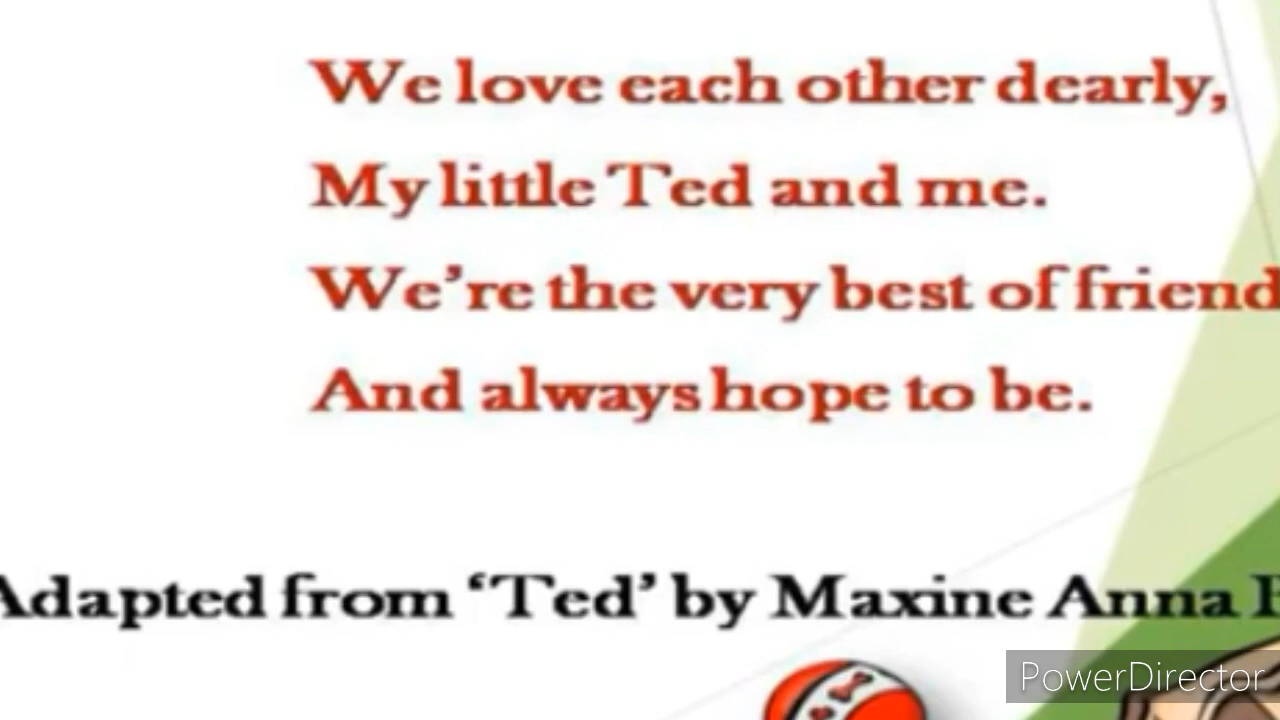 We love each other dearly,
My little Ted and me.
We're the very best of friend
And always hope to be.
Adapted from ‘Ted’ by Maxine Anna
PowerDirector